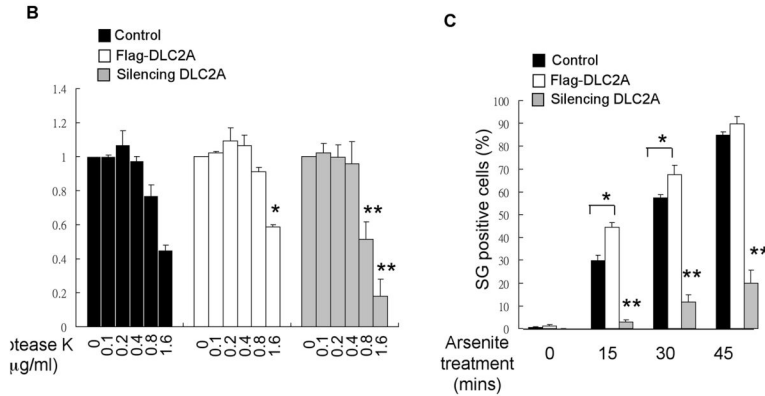 B
Control
Flag-DLC2A
Silencing DLC2A
1.4
1.2
1
0.8
0.6
0.4
0.2
0
*
**
**
otease K
μg/ml)
0 0.1 0.2 0.4 0.8 1.6
0 0.1 0.2 0.4 0.8 1.6
0 0.1 0.2 0.4 0.8 1.6
C
Control
Flag-DLC2A
Silencing DLC2A
SG positive cells (%)
100
90
80
70
60
50
40
30
20
10
0
*
**
*
**
**
Arsenite
treatment
(mins)
0 15 30 45